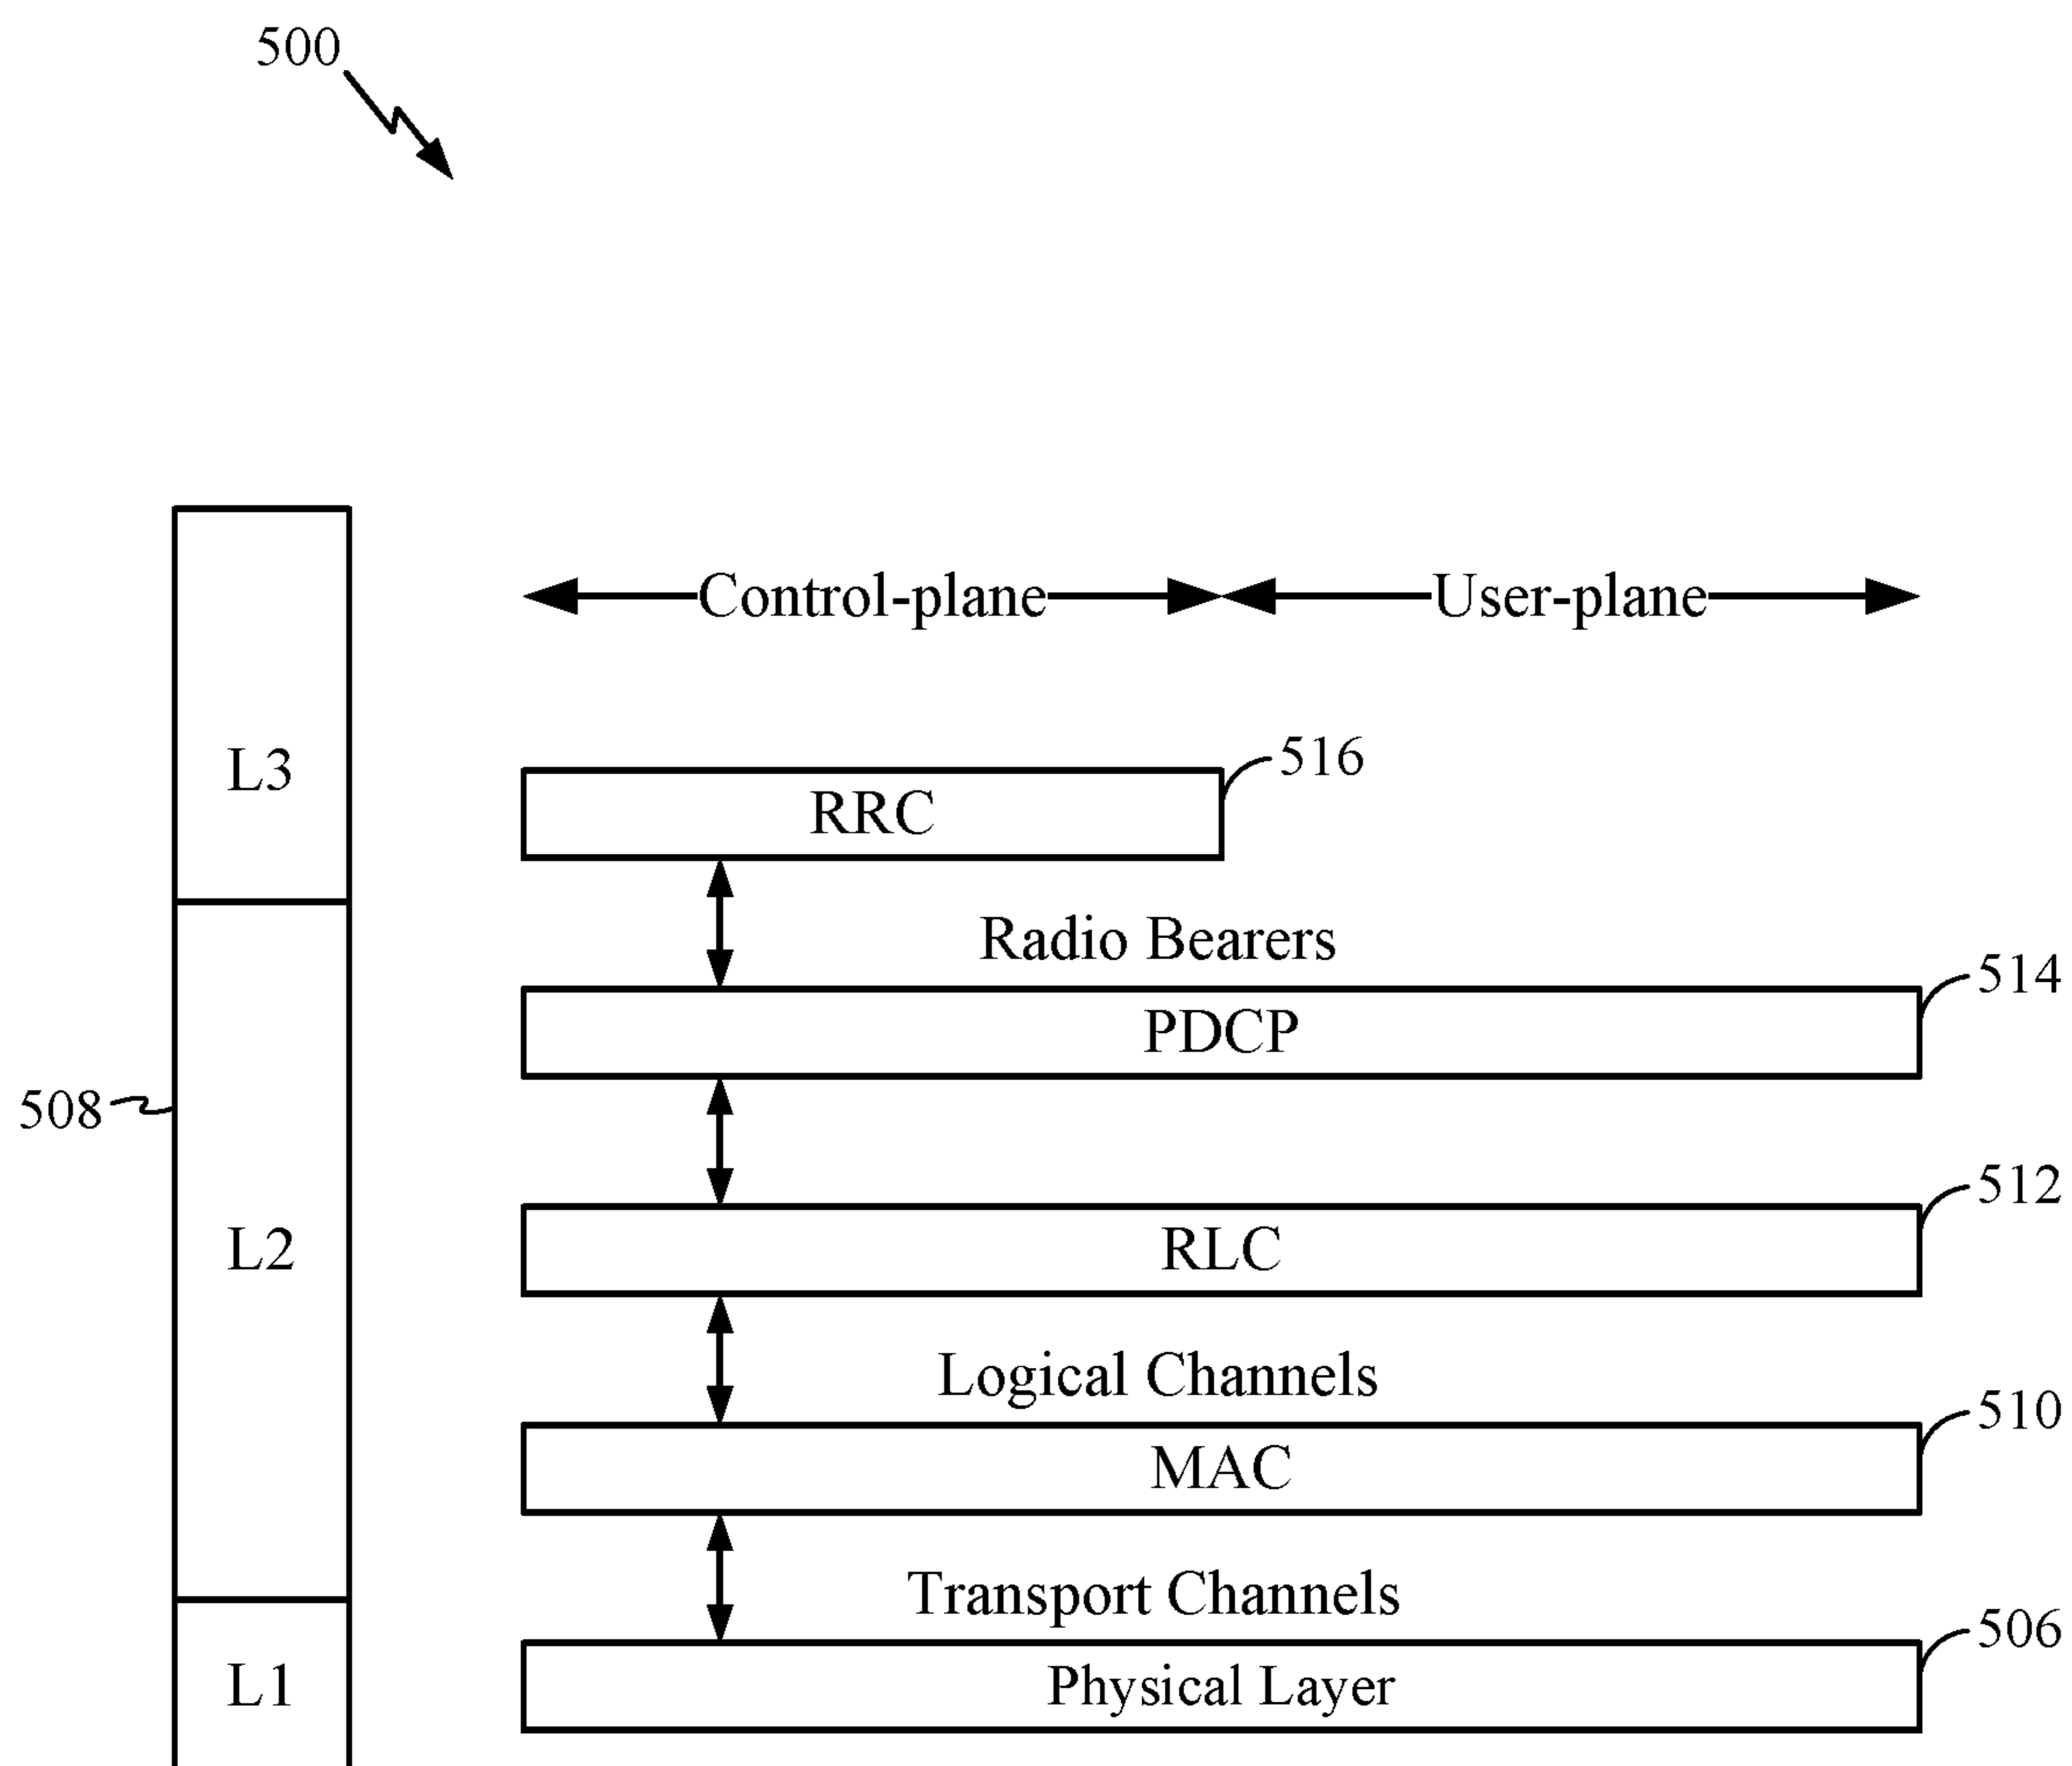 500
Control-plane User-plane
L3
516
RRC
Radio Bearers
514
PDCP
508
512
L2
RLC
Logical Channels
510
MAC
Transport Channels
506
L1
Physical Layer